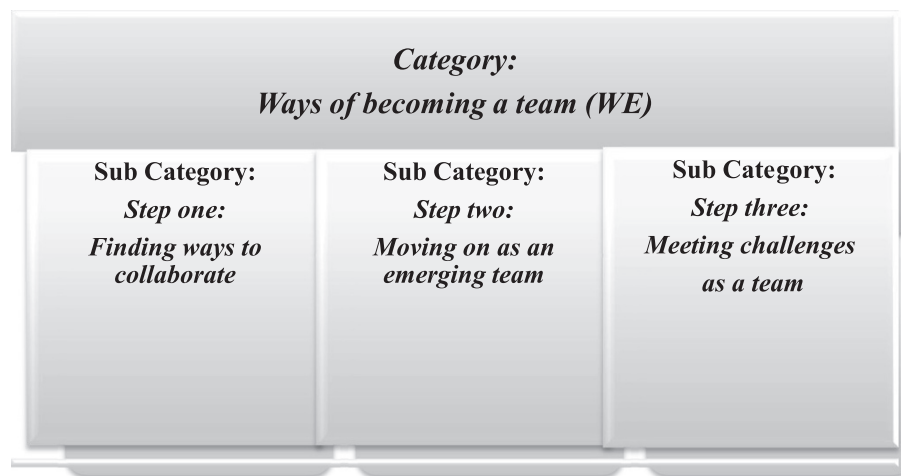 Category:
Ways of becoming a team (WE)
Sub Category:
Step one:
Finding ways to
collaborate
Sub Category:
Step two:
Moving on as an
emerging team
Sub Category:
Step three:
Meeting challenges
as a team